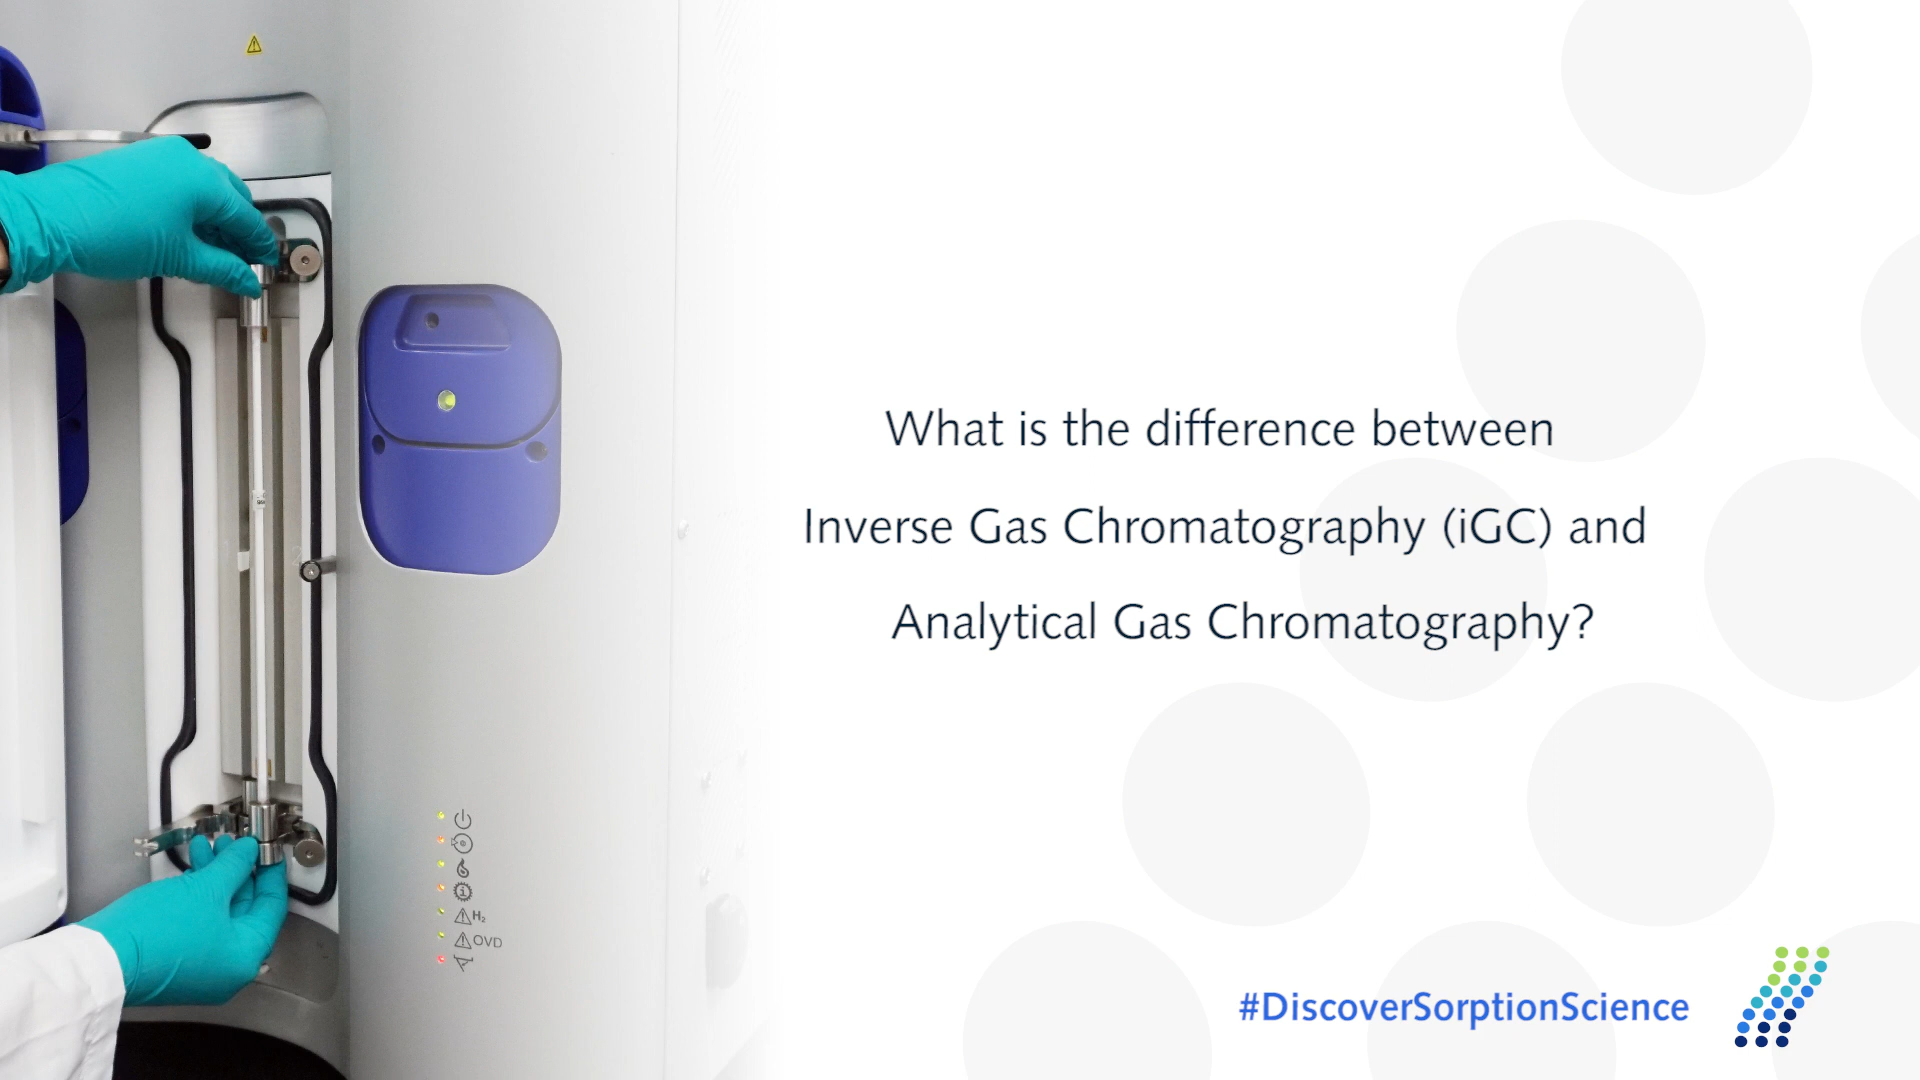 What is the difference between
Inverse Gas Chromatography (iGC) and
Analytical Gas Chromatography?
H₂
OVD
#DiscoverSorptionScience